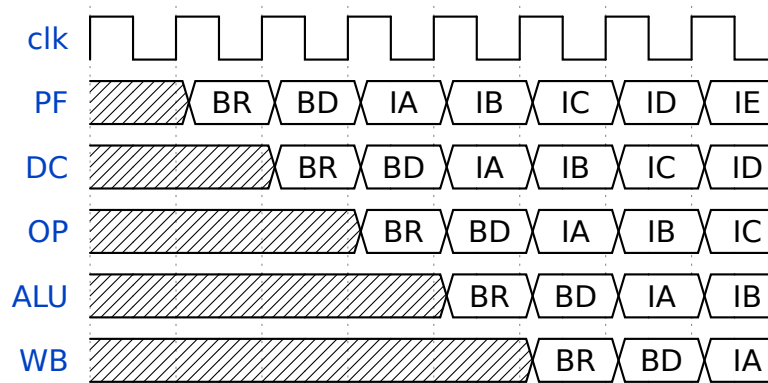 clk
PF BR BD IA IB IC ID IE
DC BR BD IA IB IC ID
OP BR BD IA IB IC
ALU BR BD IA IB
WB BR BD IA